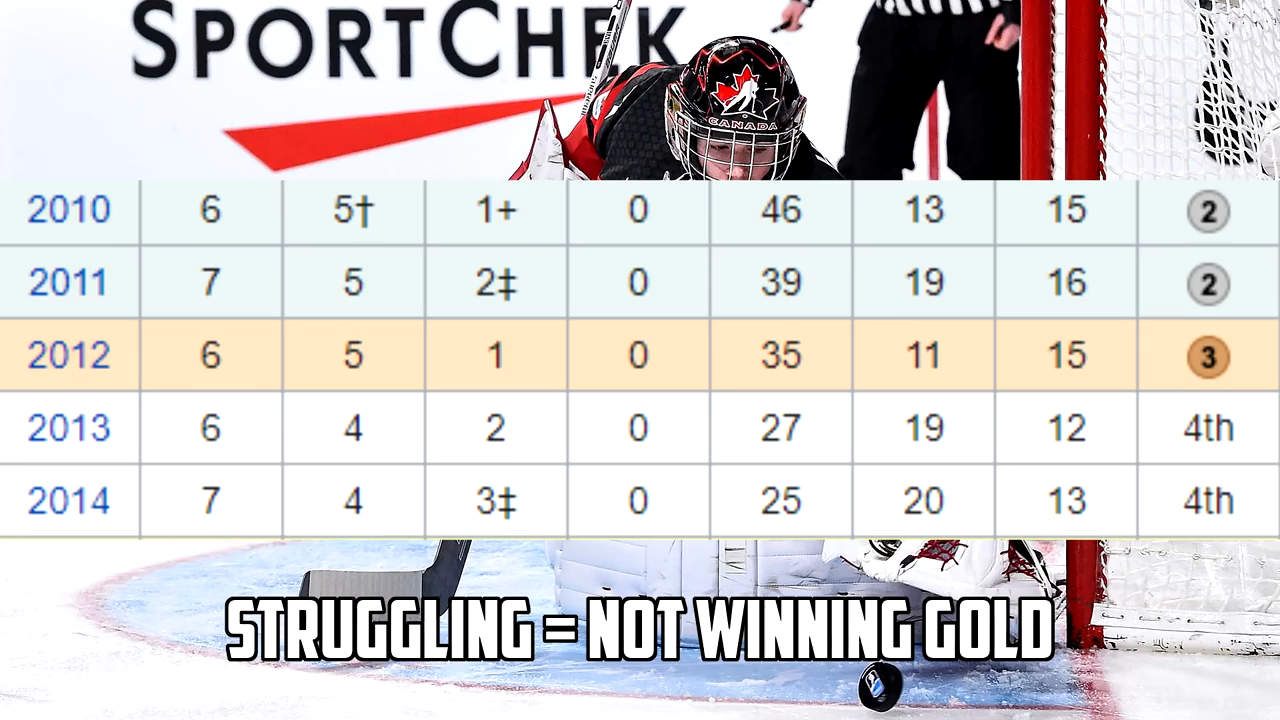 SPORTCHEK
CANADA
2010 6 5† 1+ 0 46 13 15 2
2011 7 5 2‡ 0 39 19 16 2
2012 6 5 1 0 35 11 15 3
2013 6 4 2 0 27 19 12 4th
2014 7 4 3‡ 0 25 20 13 4th
STRUGGLING = NOT WINNING GOLD